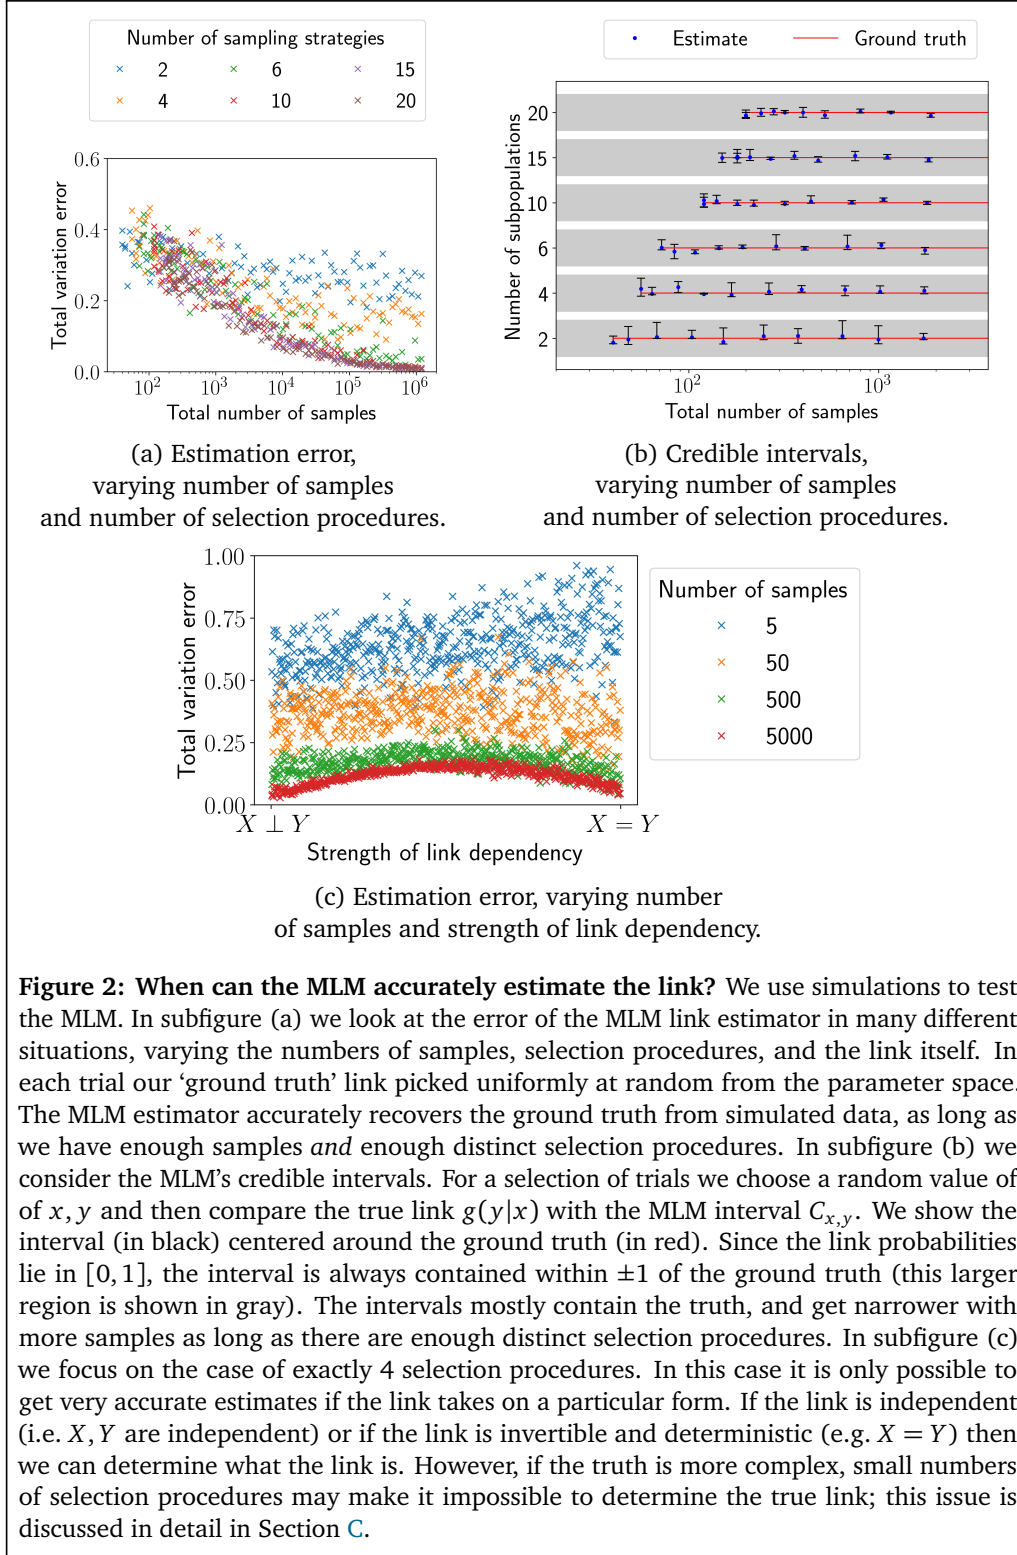 Number of sampling strategies
2 6 15
4 10 20
0.6
0.4
0.2
0.0
Total variation error
10^2 10^3 10^4 10^5 10^6
Total number of samples
(a) Estimation error,
varying number of samples
and number of selection procedures.
Estimate Ground truth
20
15
10
6
4
2
Number of subpopulations
10^2 10^3
Total number of samples
(b) Credible intervals,
varying number of samples
and number of selection procedures.
1.00
0.75
0.50
0.25
0.00
Total variation error
X ⊥ Y X = Y
Strength of link dependency
Number of samples
5
50
500
5000
(c) Estimation error, varying number
of samples and strength of link dependency.
Figure 2: When can the MLM accurately estimate the link? We use simulations to test
the MLM. In subfigure (a) we look at the error of the MLM link estimator in many different
situations, varying the numbers of samples, selection procedures, and the link itself. In
each trial our ‘ground truth’ link picked uniformly at random from the parameter space.
The MLM estimator accurately recovers the ground truth from simulated data, as long as
we have enough samples and enough distinct selection procedures. In subfigure (b) we
consider the MLM’s credible intervals. For a selection of trials we choose a random value of
of x, y and then compare the true link g(y|x) with the MLM interval C_{x,y}. We show the
interval (in black) centered around the ground truth (in red). Since the link probabilities
lie in [0, 1], the interval is always contained within ±1 of the ground truth (this larger
region is shown in gray). The intervals mostly contain the truth, and get narrower with
more samples as long as there are enough distinct selection procedures. In subfigure (c)
we focus on the case of exactly 4 selection procedures. In this case it is only possible to
get very accurate estimates if the link takes on a particular form. If the link is independent
(i.e. X, Y are independent) or if the link is invertible and deterministic (e.g. X = Y) then
we can determine what the link is. However, if the truth is more complex, small numbers
of selection procedures may make it impossible to determine the true link; this issue is
discussed in detail in Section C.